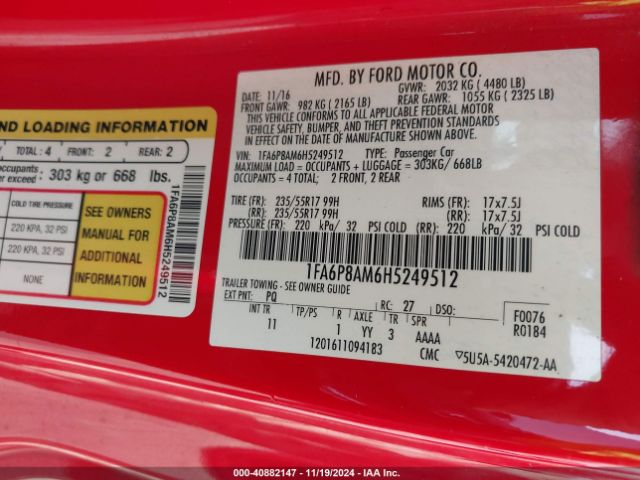 MFD. BY FORD MOTOR CO.
DATE: 11/16 GVWR: 2032 KG ( 4480 LB)
FRONT GAWR: 982 KG ( 2165 LB) REAR GAWR: 1055 KG ( 2325 LB)
THIS VEHICLE CONFORMS TO ALL APPLICABLE FEDERAL MOTOR
VEHICLE SAFETY, BUMPER, AND THEFT PREVENTION STANDARDS
IN EFFECT ON THE DATE OF MANUFACTURE SHOWN ABOVE.
VIN: 1FA6P8AM6H5249512 TYPE: Passenger Car
MAXIMUM LOAD = OCCUPANTS + LUGGAGE = 303KG/ 668LB
OCCUPANTS = 4 TOTAL; 2 FRONT, 2 REAR
TIRE (FR): 235/55R17 99H RIMS (FR): 17x7.5J
(RR): 235/55R17 99H (RR): 17x7.5J
PRESSURE (FR): 220 kPa/ 32 PSI COLD (RR): 220 kPa/ 32 PSI COLD
1FA6P8AM6H5249512
TRAILER TOWING - SEE OWNER GUIDE
EXT PNT: PQ RC: 27 DSO: F0076
R0184
INT TR TP/PS R AXLE TR SPR
11 1 YY 3 AAAA
1201611094183 CMC 5U5A-5420472-AA
ND LOADING INFORMATION
TOTAL: 4 FRONT: 2 REAR: 2
occupants
er exceed: 303 kg or 668 lbs.
COLD TIRE PRESSURE
220 KPA, 32 PSI
220 KPA, 32 PSI
NONE
SEE OWNERS
MANUAL FOR
ADDITIONAL
INFORMATION
1FA6P8AM6H5249512
000-40882147 - 11/19/2024 - IAA Inc.